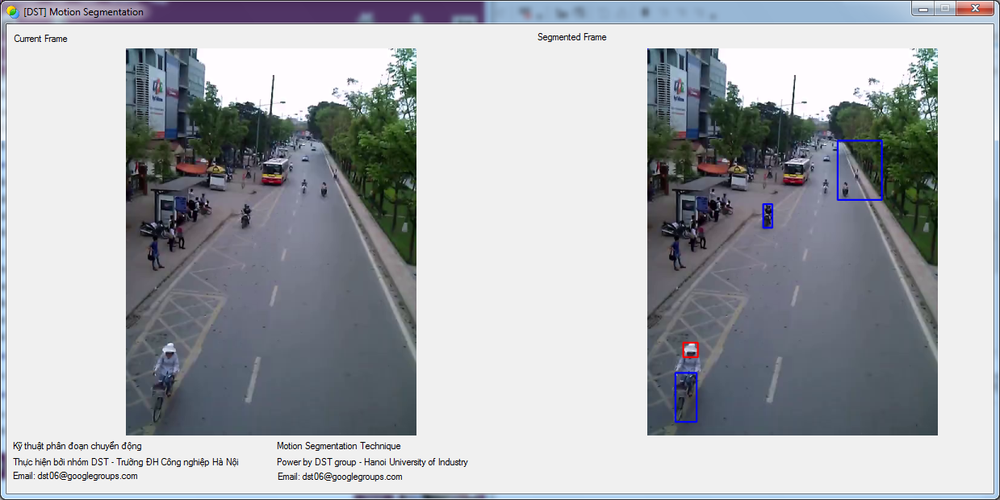 [DST] Motion Segmentation
Current Frame
Segmented Frame
Kỹ thuật phân đoạn chuyển động
Motion Segmentation Technique
Thực hiện bởi nhóm DST - Trường ĐH Công nghiệp Hà Nội
Power by DST group - Hanoi University of Industry
Email: dst06@googlegroups.com
Email: dst06@googlegroups.com